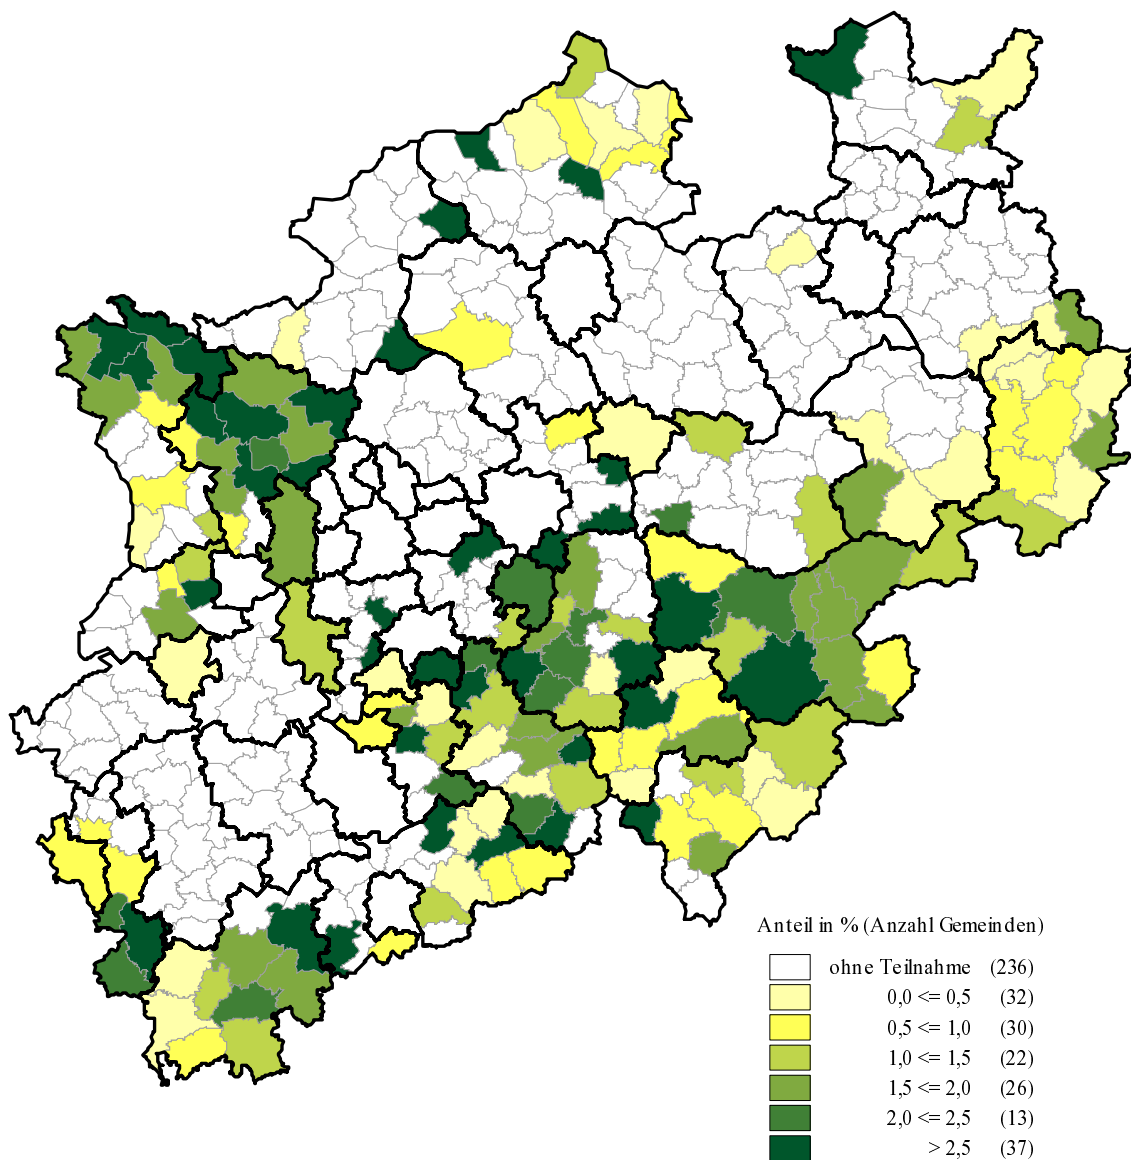 Anteil in % (Anzahl Gemeinden)
ohne Teilnahme (236)
0,0 <= 0,5 (32)
0,5 <= 1,0 (30)
1,0 <= 1,5 (22)
1,5 <= 2,0 (26)
2,0 <= 2,5 (13)
> 2,5 (37)